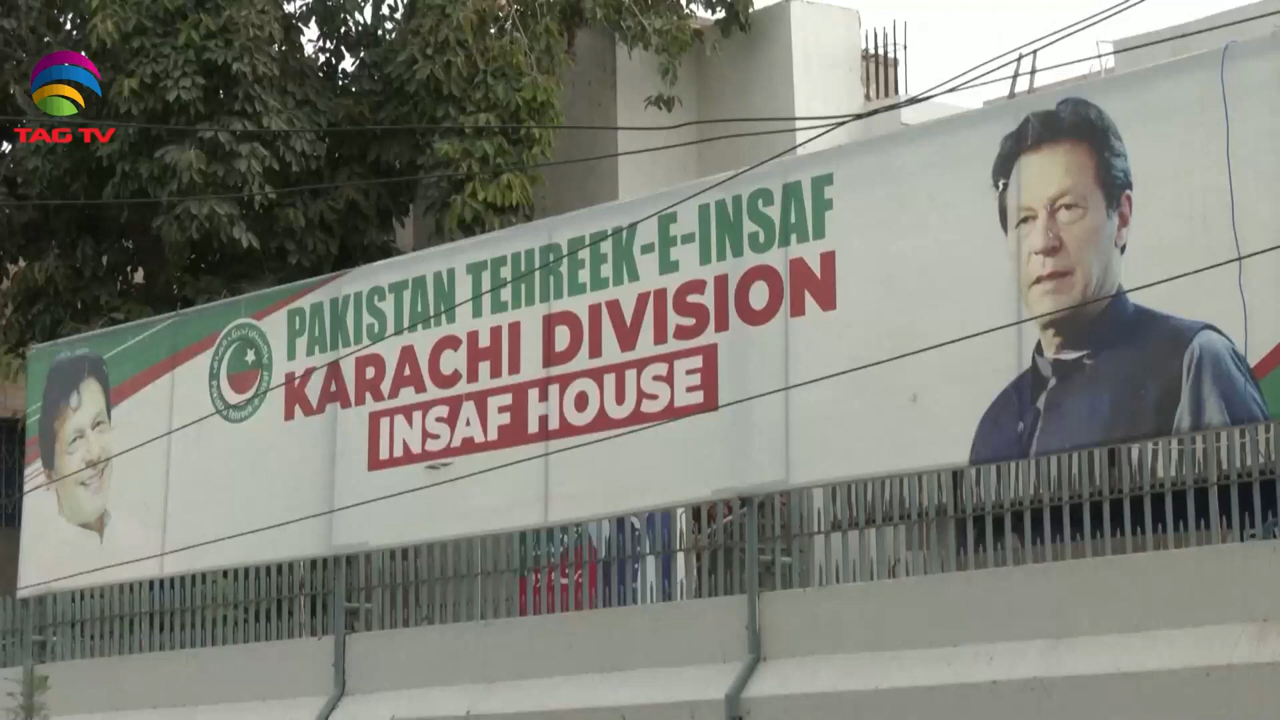 TAG TV
PAKISTAN TEHREEK-E-INSAF
KARACHI DIVISION
INSAF HOUSE